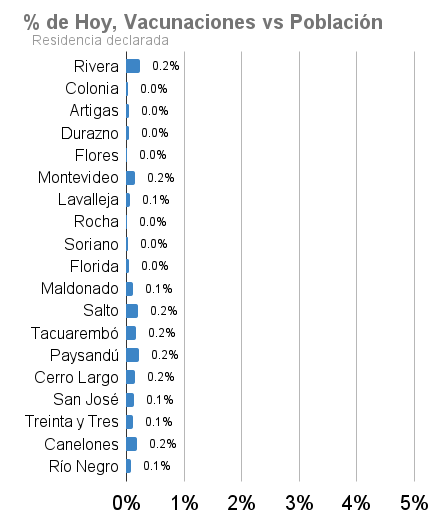 % de Hoy, Vacunaciones vs Población
Residencia declarada
Rivera 0.2%
Colonia 0.0%
Artigas 0.0%
Durazno 0.0%
Flores 0.0%
Montevideo 0.2%
Lavalleja 0.1%
Rocha 0.0%
Soriano 0.0%
Florida 0.0%
Maldonado 0.1%
Salto 0.2%
Tacuarembó 0.2%
Paysandú 0.2%
Cerro Largo 0.2%
San José 0.1%
Treinta y Tres 0.1%
Canelones 0.2%
Río Negro 0.1%
0% 1% 2% 3% 4% 5%